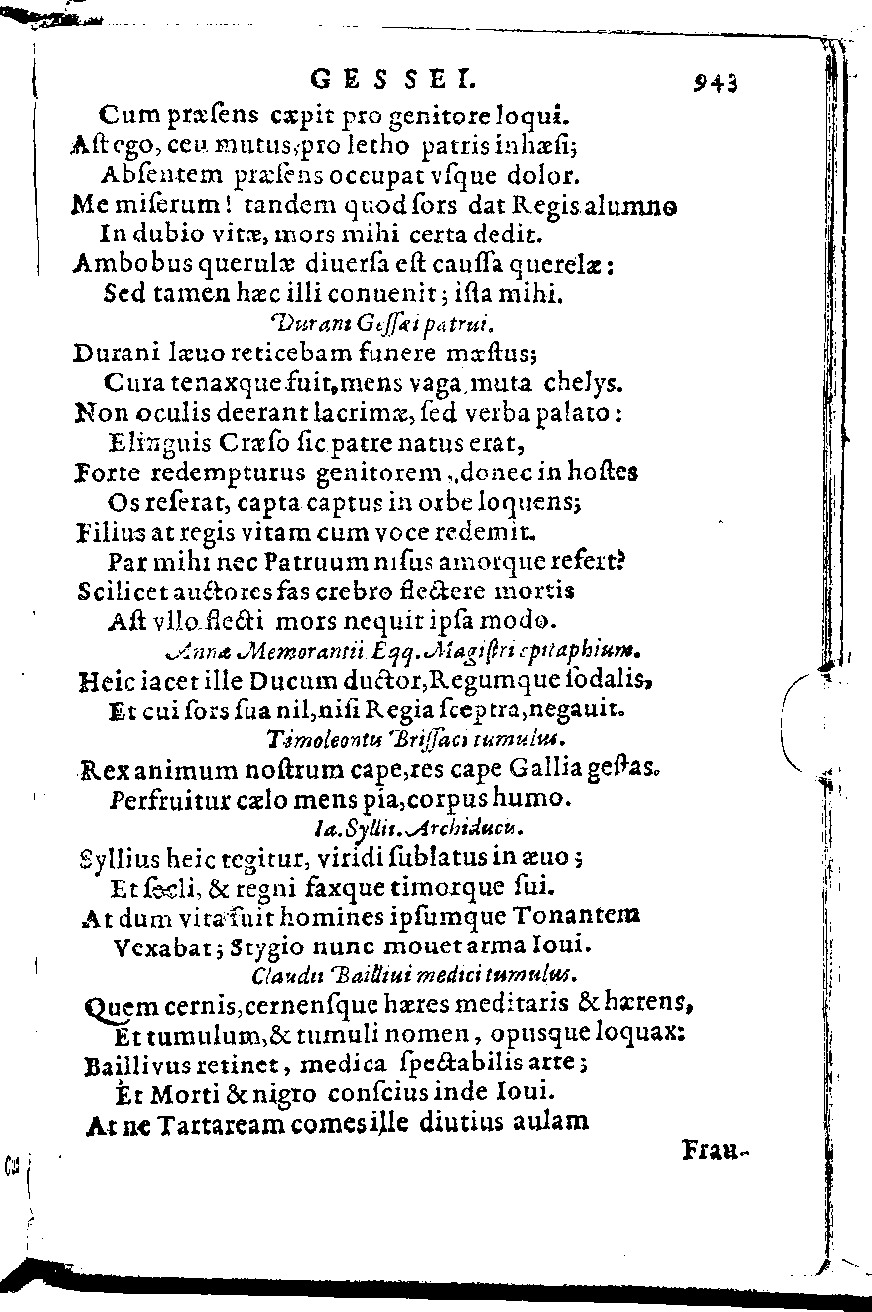 GESSEI. 943
Cum præſens cæpit pro genitore loqui.
Aſt ego, ceu mutus, pro letho patris inhæſi;
Abſentem præſens occupat vſque dolor.
Me miſerum! tandem quod ſors dat Regis alumno
In dubio vitæ, mors mihi certa dedit.
Ambobus querulæ diuerſa eſt cauſſa querelæ:
Sed tamen hæc illi conuenit; iſta mihi.
Durani Geſſæi patrui.
Durani læuo reticebam funere mæſtus;
Cura tenaxque fuit, mens vaga, muta chelys.
Non oculis deerant lacrimæ, ſed verba palato:
Elinguis Cræſo ſic patre natus erat,
Forte redempturus genitorem, donec in hoſtes
Os reſerat, capta captus in orbe loquens;
Filius at regis vitam cum voce redemit.
Par mihi nec Patruum niſus amorque refert?
Scilicet auctores fas crebro flectere mortis
Aſt vllo flecti mors nequit ipſa modo.
Annæ Memorantii Eqq. Magiſtri epitaphium.
Heic iacet ille Ducum ductor, Regumque ſodalis,
Et cui ſors ſua nil, niſi Regia ſceptra, negauit.
Timoleontis Briſſaci tumulus.
Rex animum noſtrum cape, res cape Gallia geſtas.
Perfruitur cælo mens pia, corpus humo.
Ia. Syllii. Archiducis.
Syllius heic tegitur, viridi ſublatus in æuo;
Et ſecli, & regni faxque timorque ſui.
At dum vita fuit homines ipſumque Tonantem
Vexabat; Stygio nunc mouet arma Ioui.
Claudii Bailliui medici tumulus.
Quem cernis, cernenſque hæres meditaris & hærens,
Et tumulum, & tumuli nomen, opusque loquax:
Baillivus retinet, medica ſpectabilis arte;
Et Morti & nigro conſcius inde Ioui.
At ne Tartaream comes ille diutius aulam
Frau-